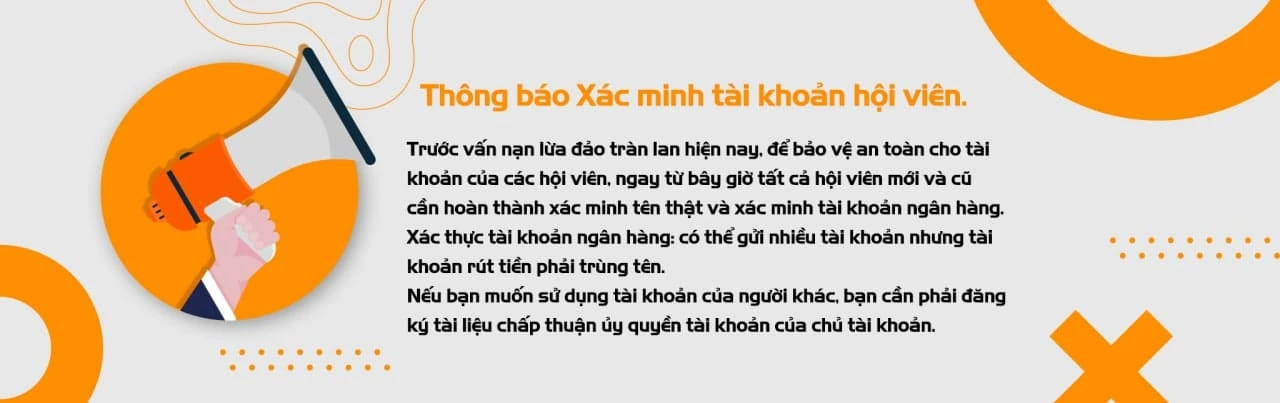 Thông báo Xác minh tài khoản hội viên.
Trước vấn nạn lừa đảo tràn lan hiện nay, để bảo vệ an toàn cho tài
khoản của các hội viên, ngay từ bây giờ tất cả hội viên mới và cũ
cần hoàn thành xác minh tên thật và xác minh tài khoản ngân hàng.
Xác thực tài khoản ngân hàng: có thể gửi nhiều tài khoản nhưng tài
khoản rút tiền phải trùng tên.
Nếu bạn muốn sử dụng tài khoản của người khác, bạn cần phải đăng
ký tài liệu chấp thuận ủy quyền tài khoản của chủ tài khoản.